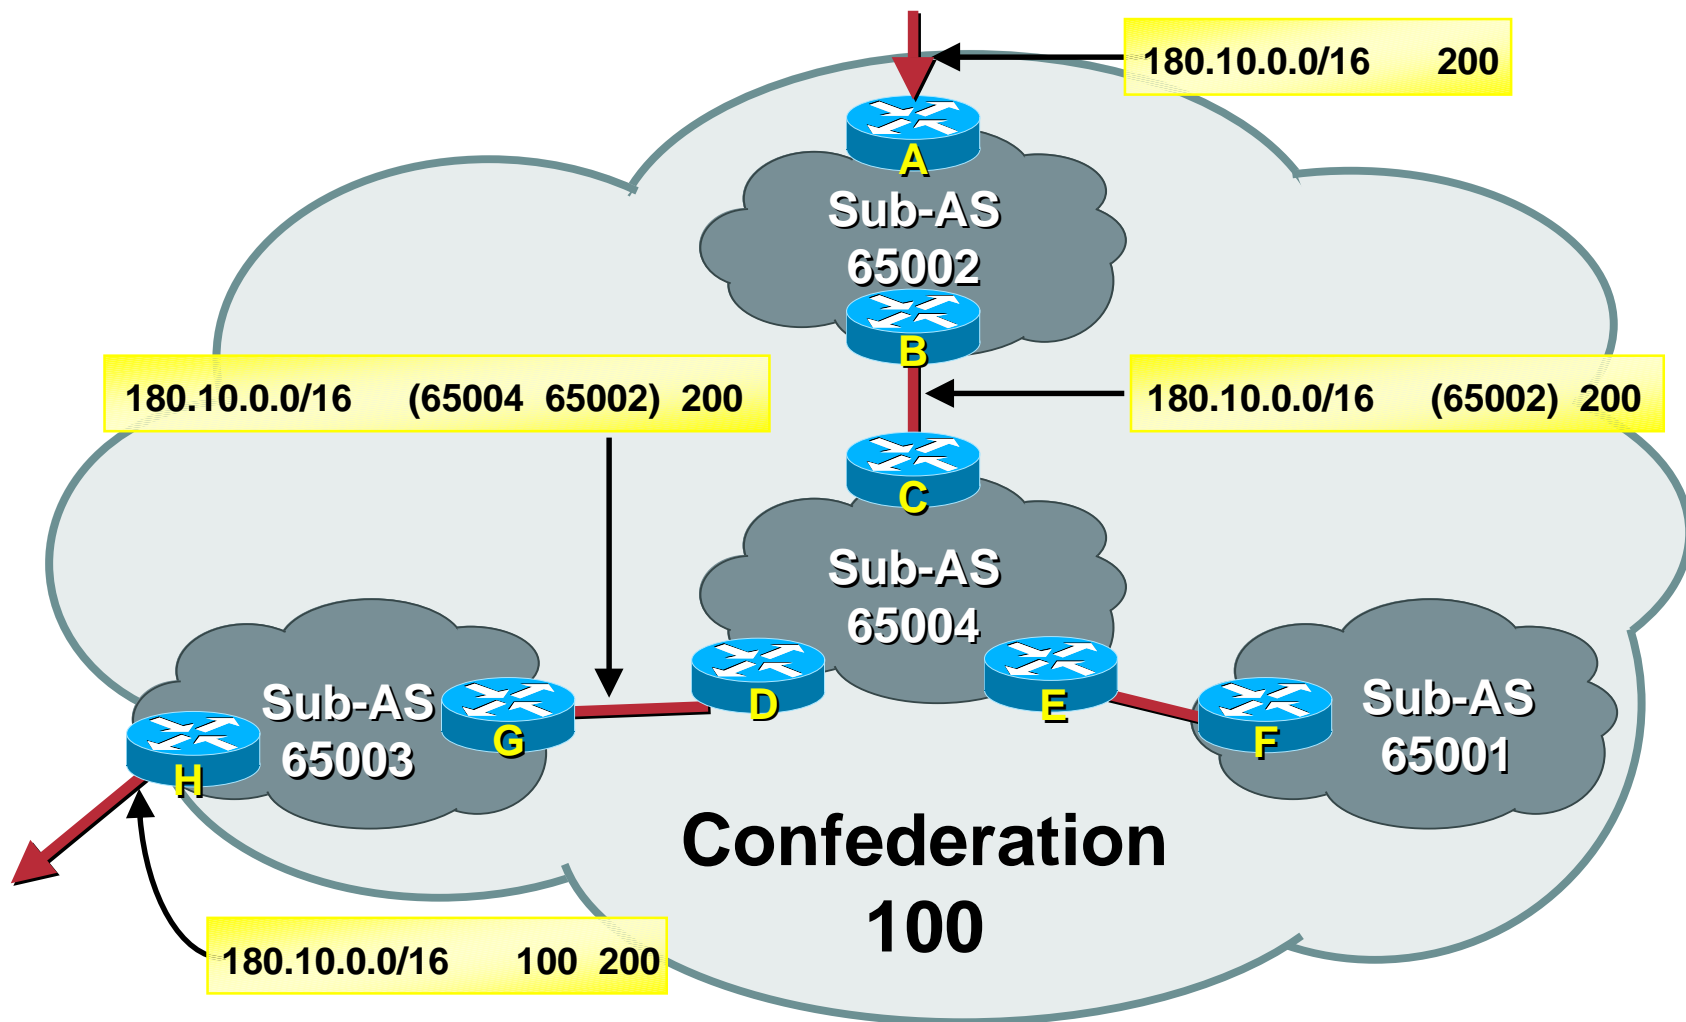 180.10.0.0/16 200
A
Sub-AS
65002
B
180.10.0.0/16 (65004 65002) 200
180.10.0.0/16 (65002) 200
C
Sub-AS
65004
D
E
Sub-AS
65003
G
H
F
Sub-AS
65001
Confederation
100
180.10.0.0/16 100 200